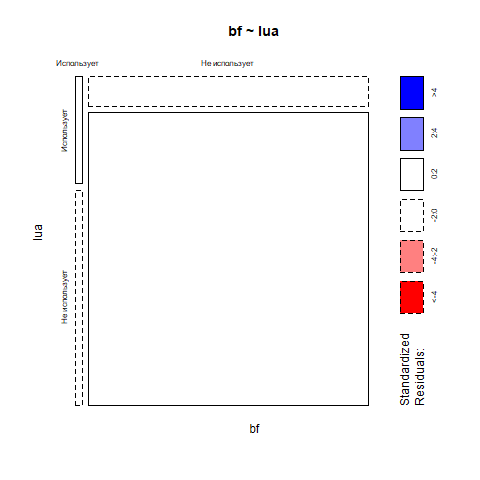 bf ~ lua
Использует
Не использует
Использует
Не использует
lua
bf
>4
2:4
0:2
-2:0
-4:-2
<-4
Standardized
Residuals: